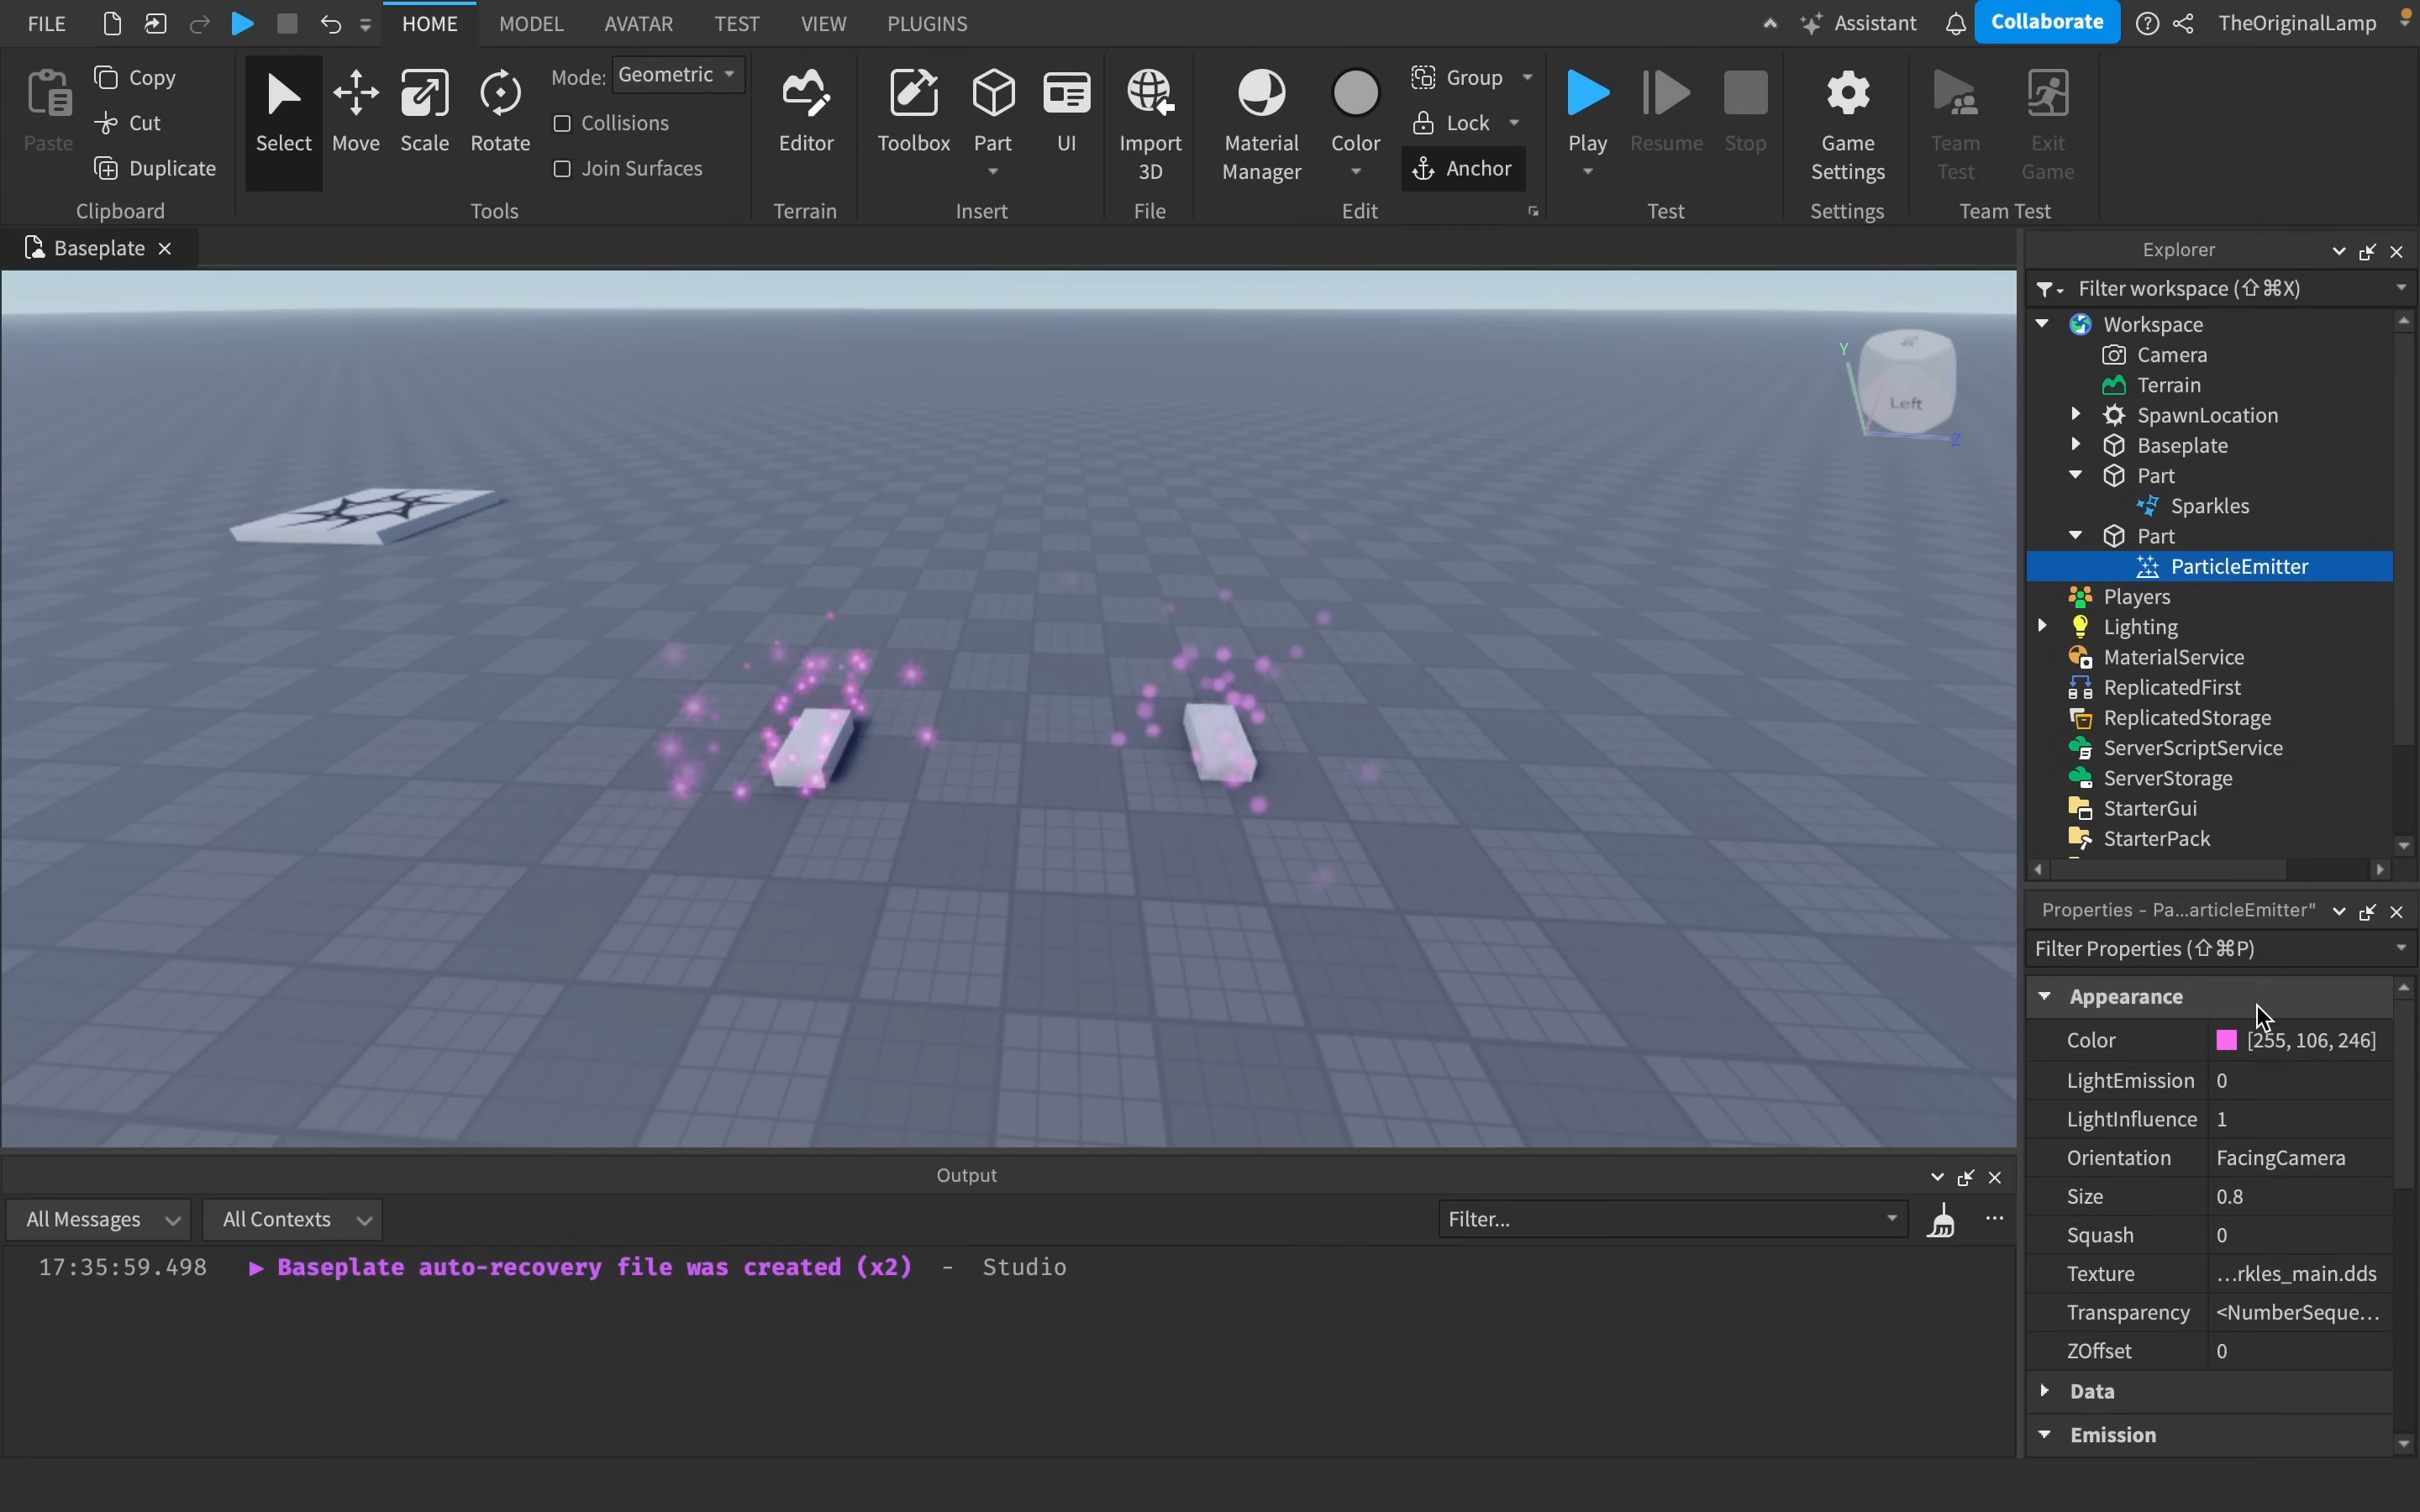 FILE
HOME
MODEL
AVATAR
TEST
VIEW
PLUGINS
Assistant
Collaborate
TheOriginalLamp
Paste
Copy
Cut
Duplicate
Clipboard
Select
Move
Scale
Rotate
Mode: Geometric
Collisions
Join Surfaces
Tools
Editor
Terrain
Toolbox
Part
UI
Insert
Import
3D
File
Material
Manager
Color
Group
Lock
Anchor
Edit
Play
Resume
Stop
Test
Game
Settings
Settings
Team
Test
Exit
Game
Team Test
Baseplate
Y
Left
Z
Explorer
Filter workspace (⇧⌘X)
Workspace
Camera
Terrain
SpawnLocation
Baseplate
Part
Sparkles
Part
ParticleEmitter
Players
Lighting
MaterialService
ReplicatedFirst
ReplicatedStorage
ServerScriptService
ServerStorage
StarterGui
StarterPack
Properties - Pa...articleEmitter"
Filter Properties (⇧⌘P)
Appearance
Color [255, 106, 246]
LightEmission 0
LightInfluence 1
Orientation FacingCamera
Size 0.8
Squash 0
Texture ...rkles_main.dds
Transparency <NumberSeque...
ZOffset 0
Data
Emission
Output
All Messages
All Contexts
Filter...
17:35:59.498 ▶ Baseplate auto-recovery file was created (x2) - Studio